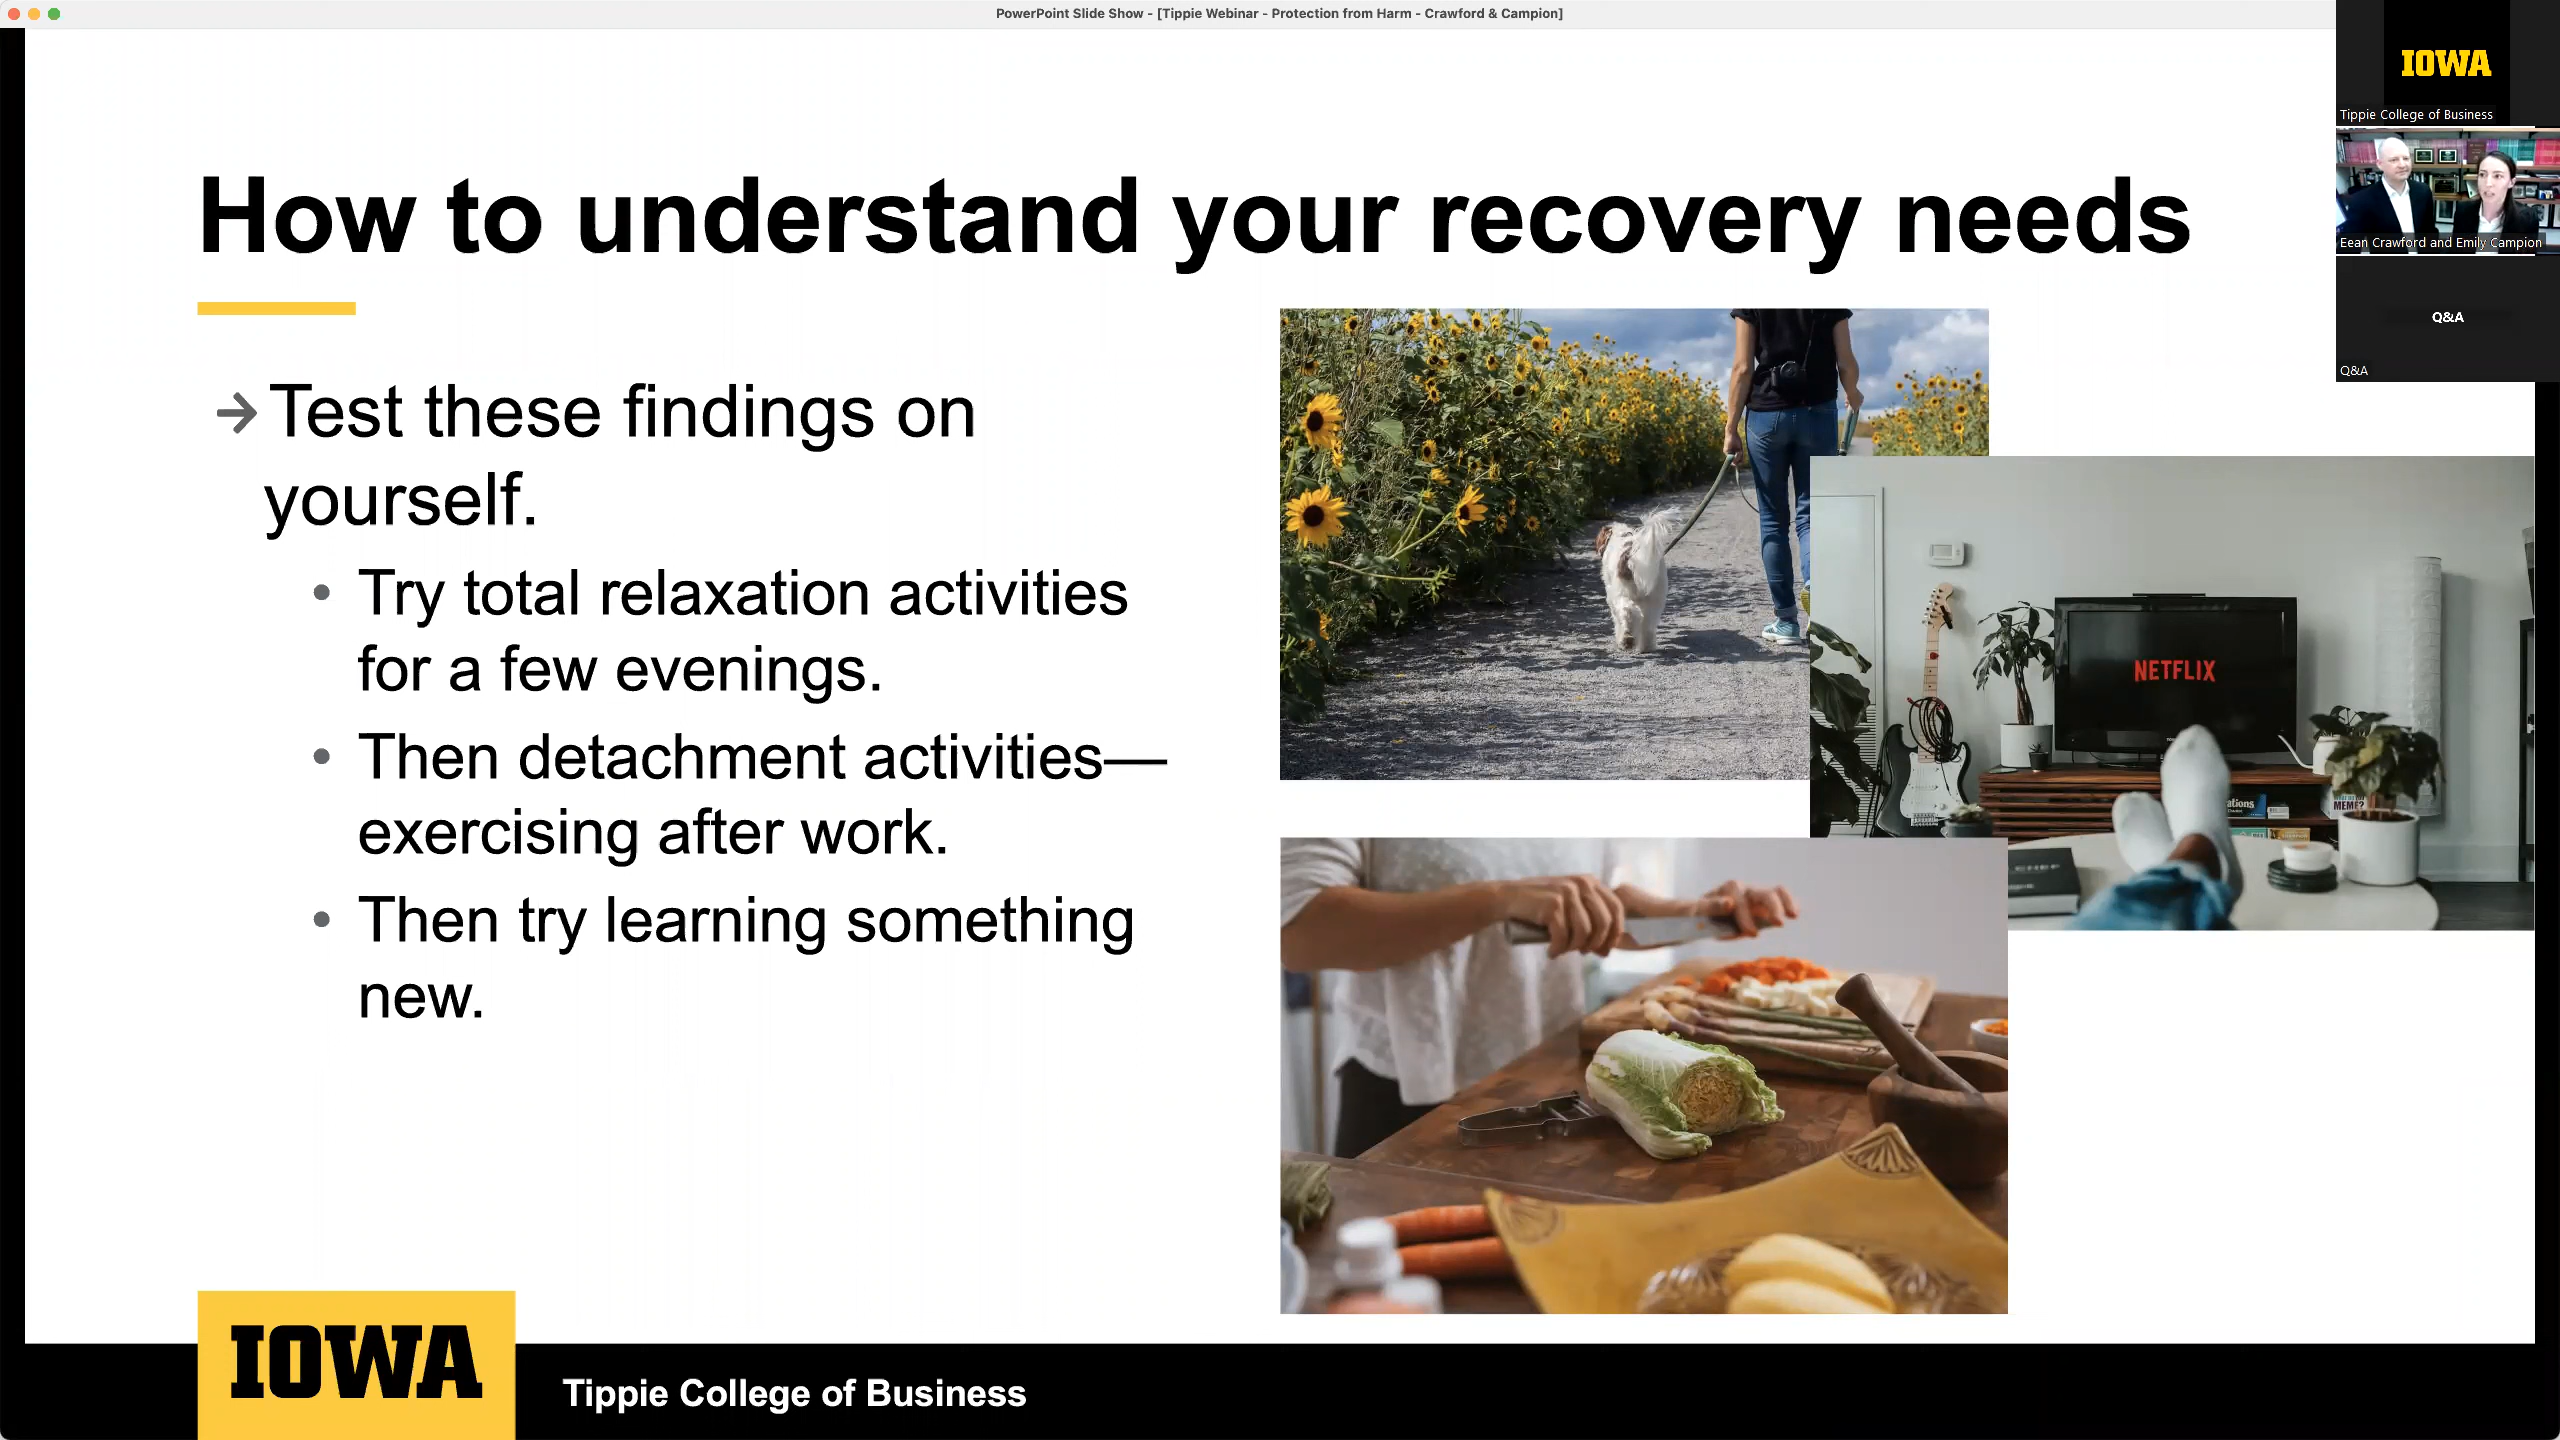 PowerPoint Slide Show - [Tippie Webinar - Protection from Harm - Crawford & Campion]
IOWA
Tippie College of Business
Eean Crawford and Emily Campion
Q&A
Q&A
How to understand your recovery needs
→Test these findings on
yourself.
• Try total relaxation activities
for a few evenings.
• Then detachment activities—
exercising after work.
• Then try learning something
new.
NETFLIX
MEME?
IOWA
Tippie College of Business